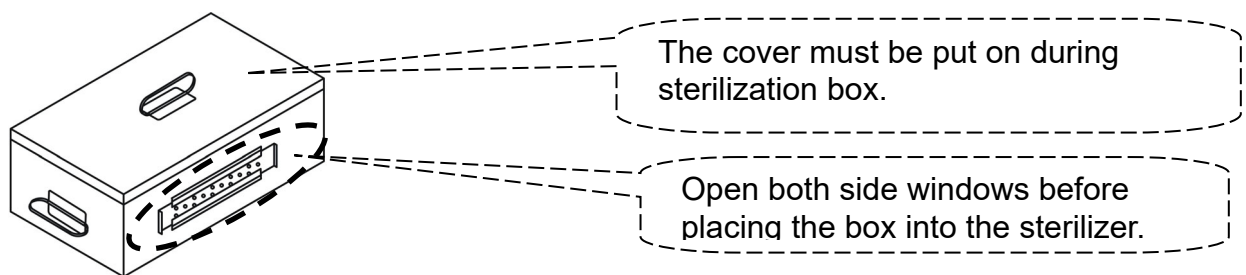 The cover must be put on during
sterilization box.
Open both side windows before
placing the box into the sterilizer.